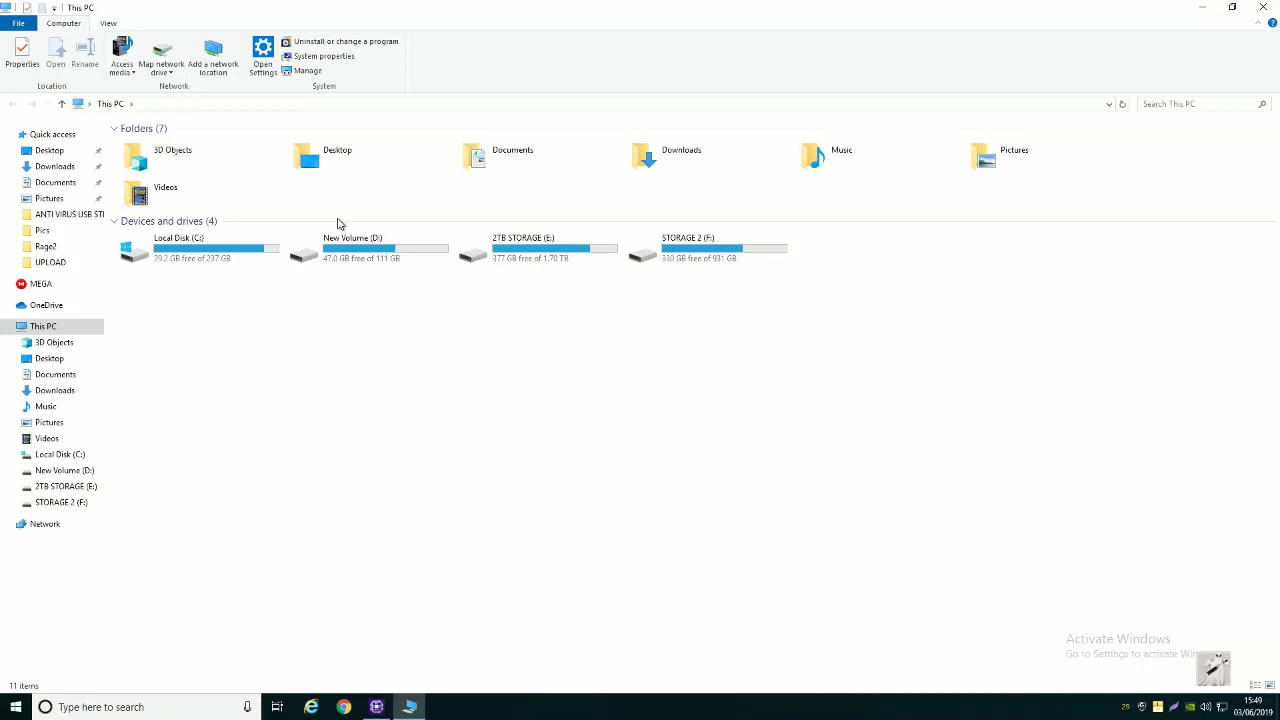 This PC
File
Computer
View
Properties
Open
Rename
Access media
Map network drive
Add a network location
Open Settings
Uninstall or change a program
System properties
Manage
Location
Network
System
This PC
Search This PC
Quick access
Desktop
Downloads
Documents
Pictures
ANTI VIRUS USB STI
Pics
Rage2
UPLOAD
MEGA
OneDrive
This PC
3D Objects
Desktop
Documents
Downloads
Music
Pictures
Videos
Local Disk (C:)
New Volume (D:)
2TB STORAGE (E:)
STORAGE 2 (F:)
Network
Folders (7)
3D Objects
Desktop
Documents
Downloads
Music
Pictures
Videos
Devices and drives (4)
Local Disk (C:)
29.2 GB free of 237 GB
New Volume (D:)
47.0 GB free of 111 GB
2TB STORAGE (E:)
377 GB free of 1.70 TB
STORAGE 2 (F:)
330 GB free of 931 GB
Activate Windows
Go to Settings to activate Win
11 items
Type here to search
29
15:49
03/06/2019